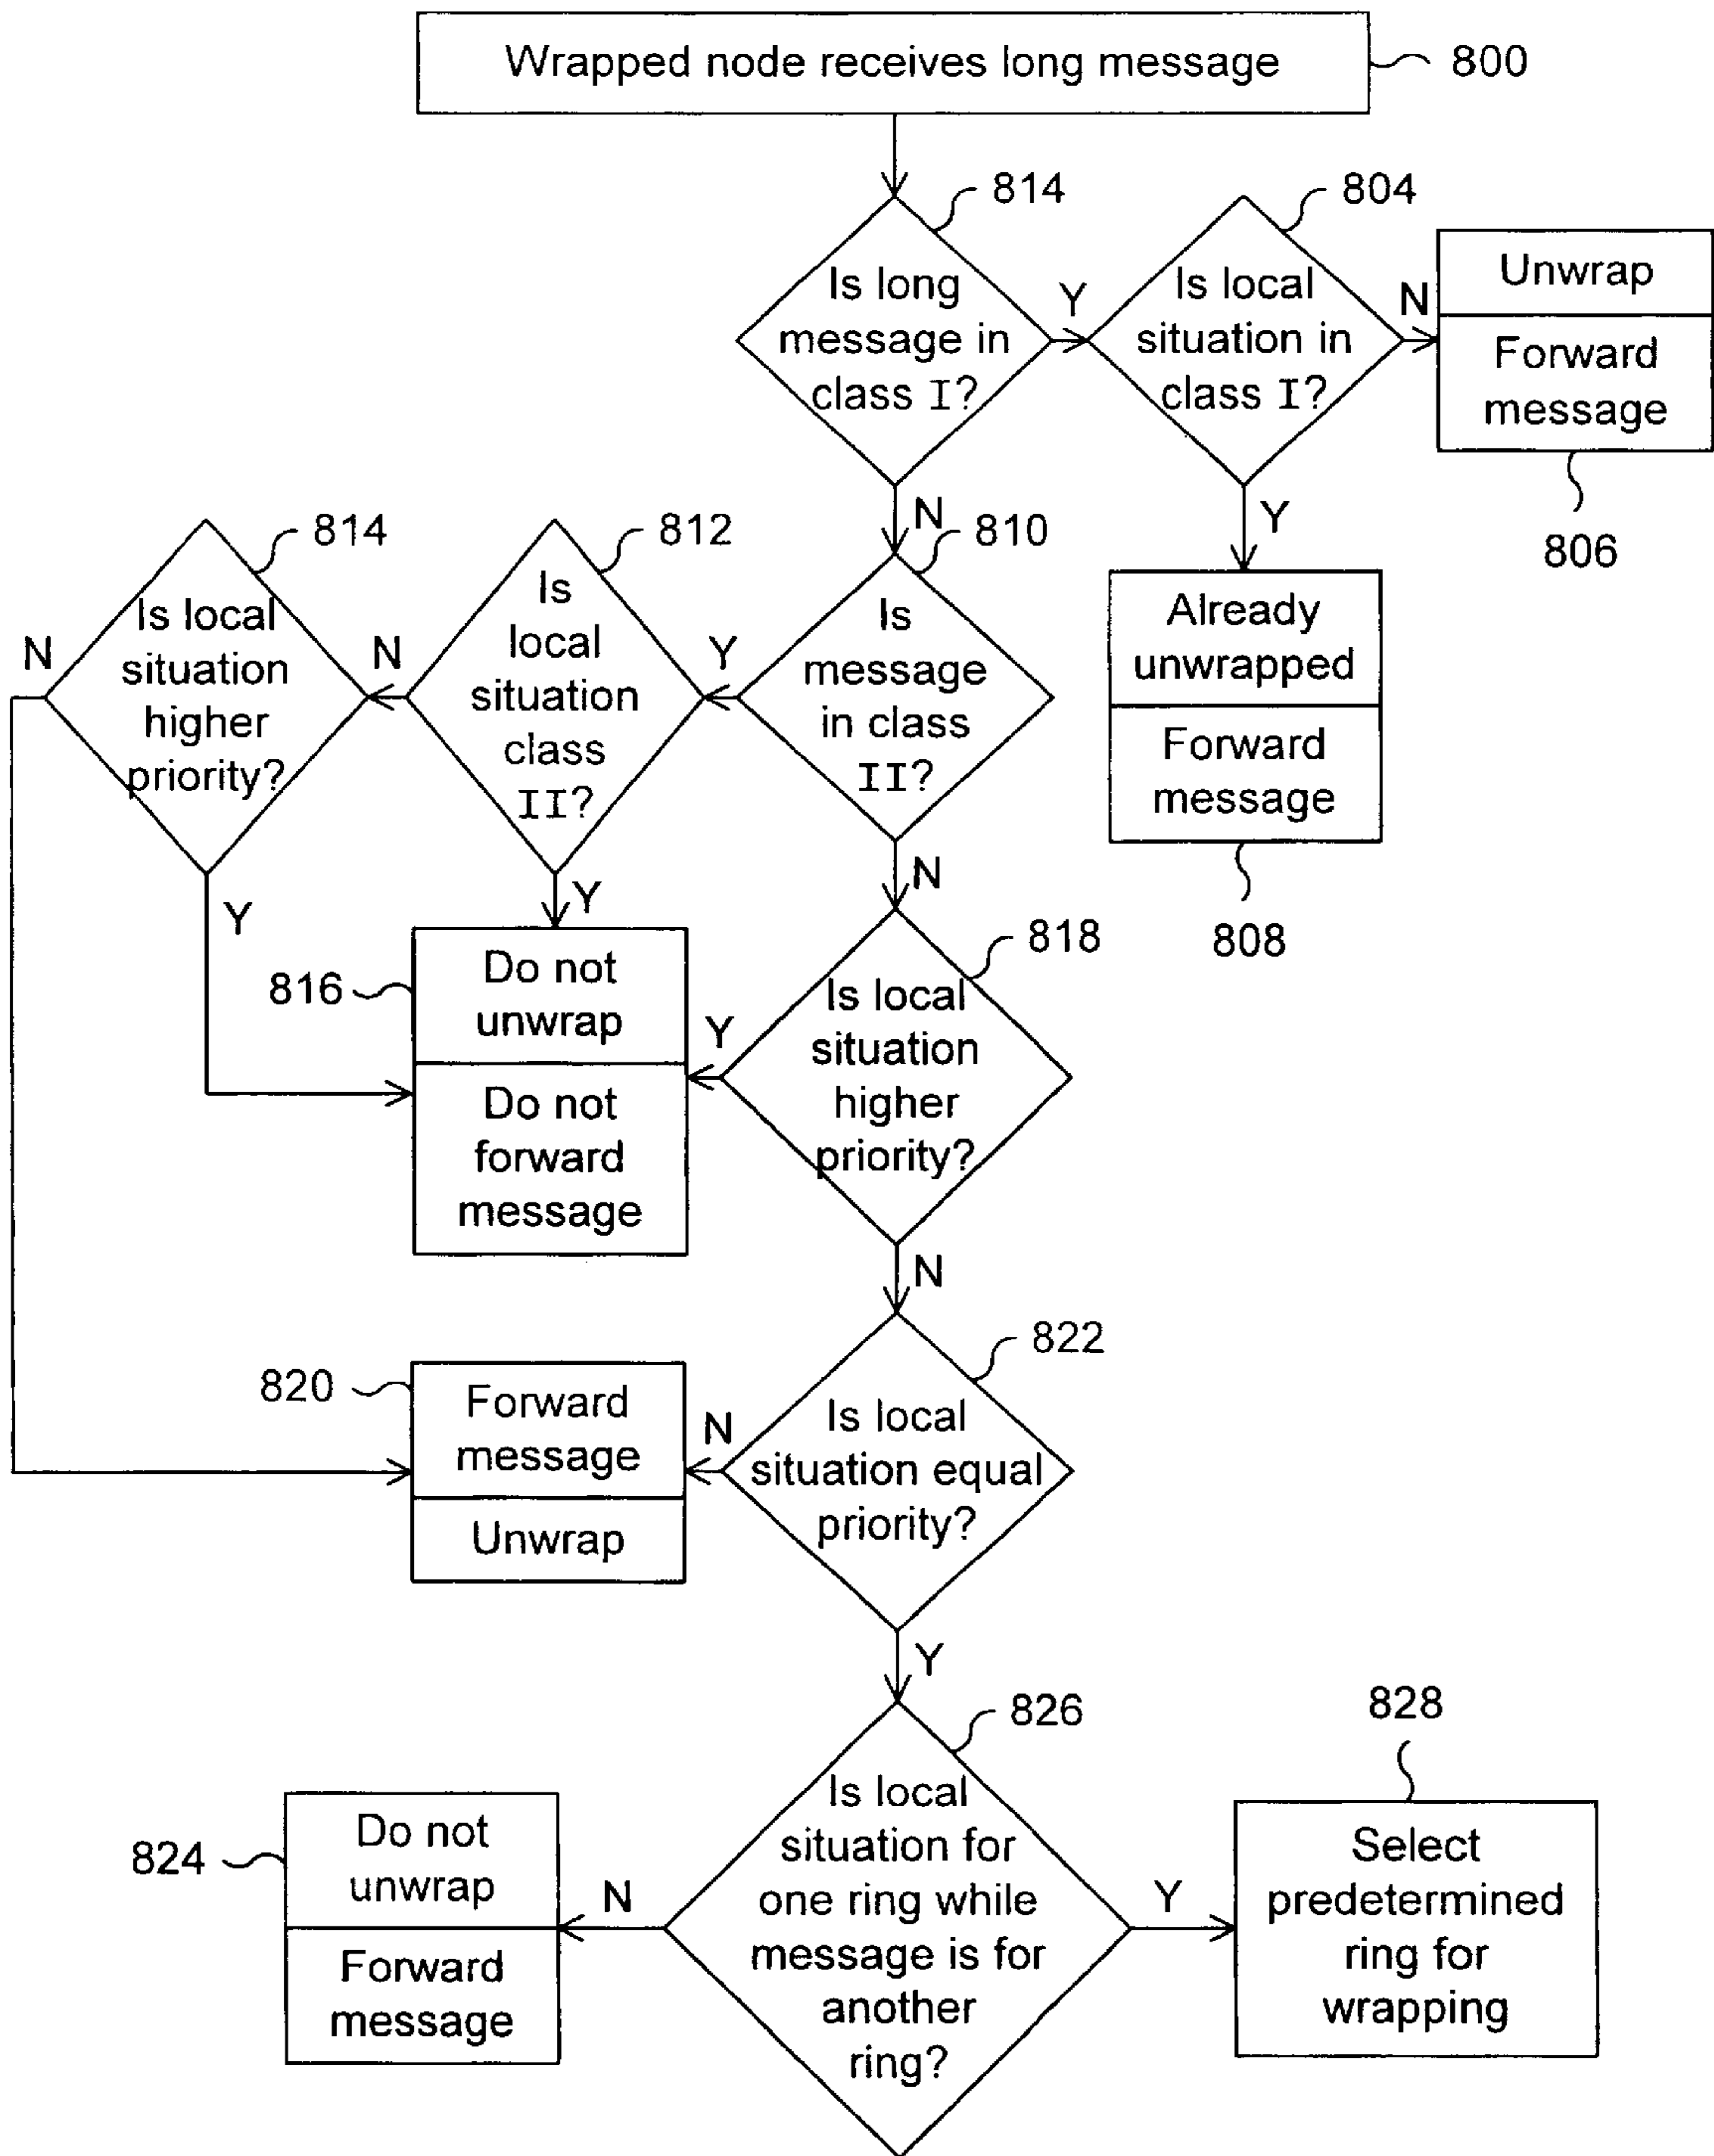 Wrapped node receives long message
800
814
Is long
message in
class I?
Y
804
Is local
situation in
class I?
N
Unwrap
Forward
message
806
Y
Already
unwrapped
Forward
message
808
N
810
Is
message
in class
II?
Y
812
Is
local
situation
class
II?
N
814
Is local
situation
higher
priority?
N
Y
Y
816
Do not
unwrap
Do not
forward
message
N
818
Is local
situation
higher
priority?
Y
N
822
Is local
situation equal
priority?
N
820
Forward
message
Unwrap
Y
826
Is local
situation for
one ring while
message is for
another
ring?
N
824
Do not
unwrap
Forward
message
Y
828
Select
predetermined
ring for
wrapping